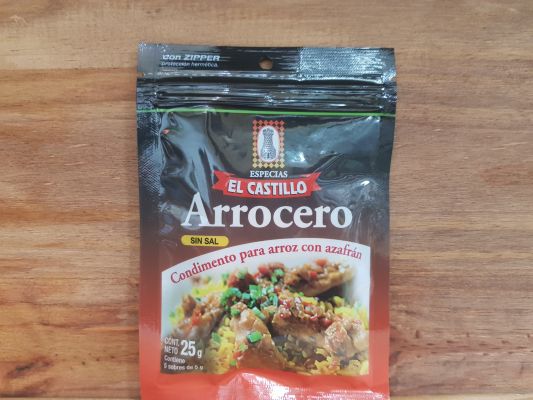 con ZIPPER
protección hermética.
ESPECIAS
EL CASTILLO
Arrocero
SIN SAL
Condimento para arroz con azafrán
CONT.
NETO 25 g
Contiene
5 sobres de 5 g